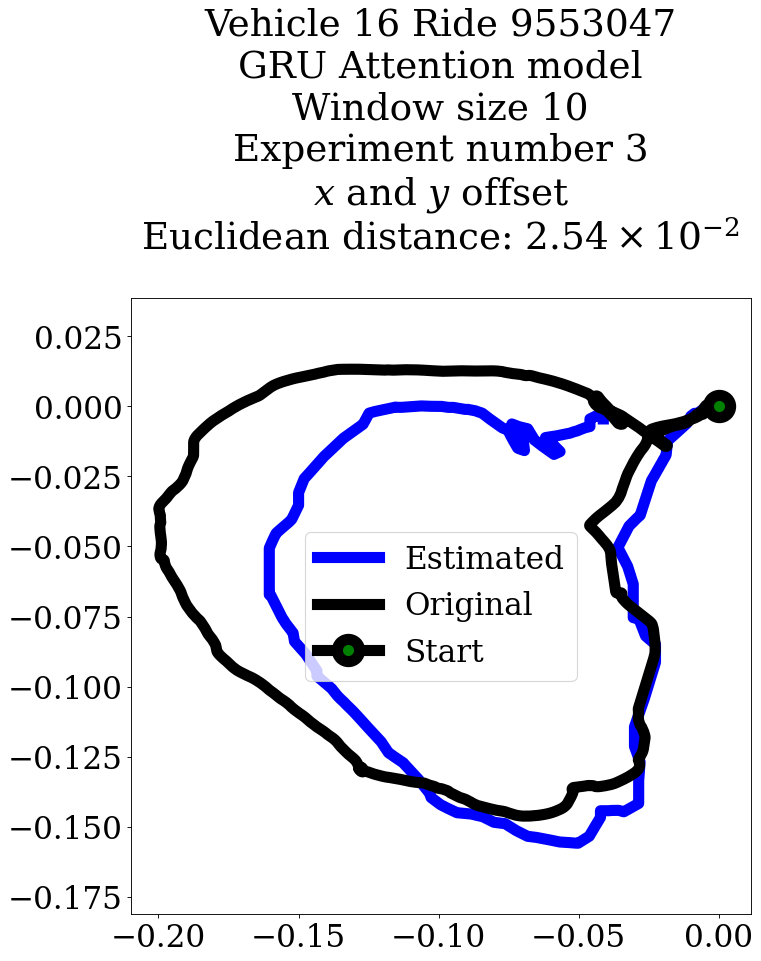 Vehicle 16 Ride 9553047
GRU Attention model
Window size 10
Experiment number 3
x and y offset
Euclidean distance: 2.54 × 10⁻²
0.025
0.000
−0.025
−0.050
−0.075
−0.100
−0.125
−0.150
−0.175
Estimated
Original
Start
−0.20 −0.15 −0.10 −0.05 0.00